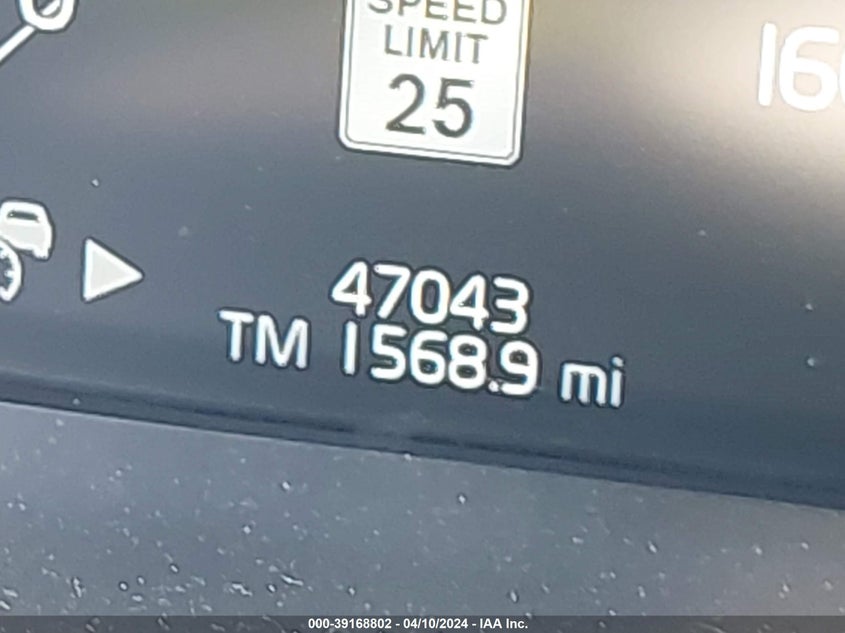 SPEED
LIMIT
25
47043
TM 1568.9 mi
000-39168802 - 04/10/2024 - IAA Inc.